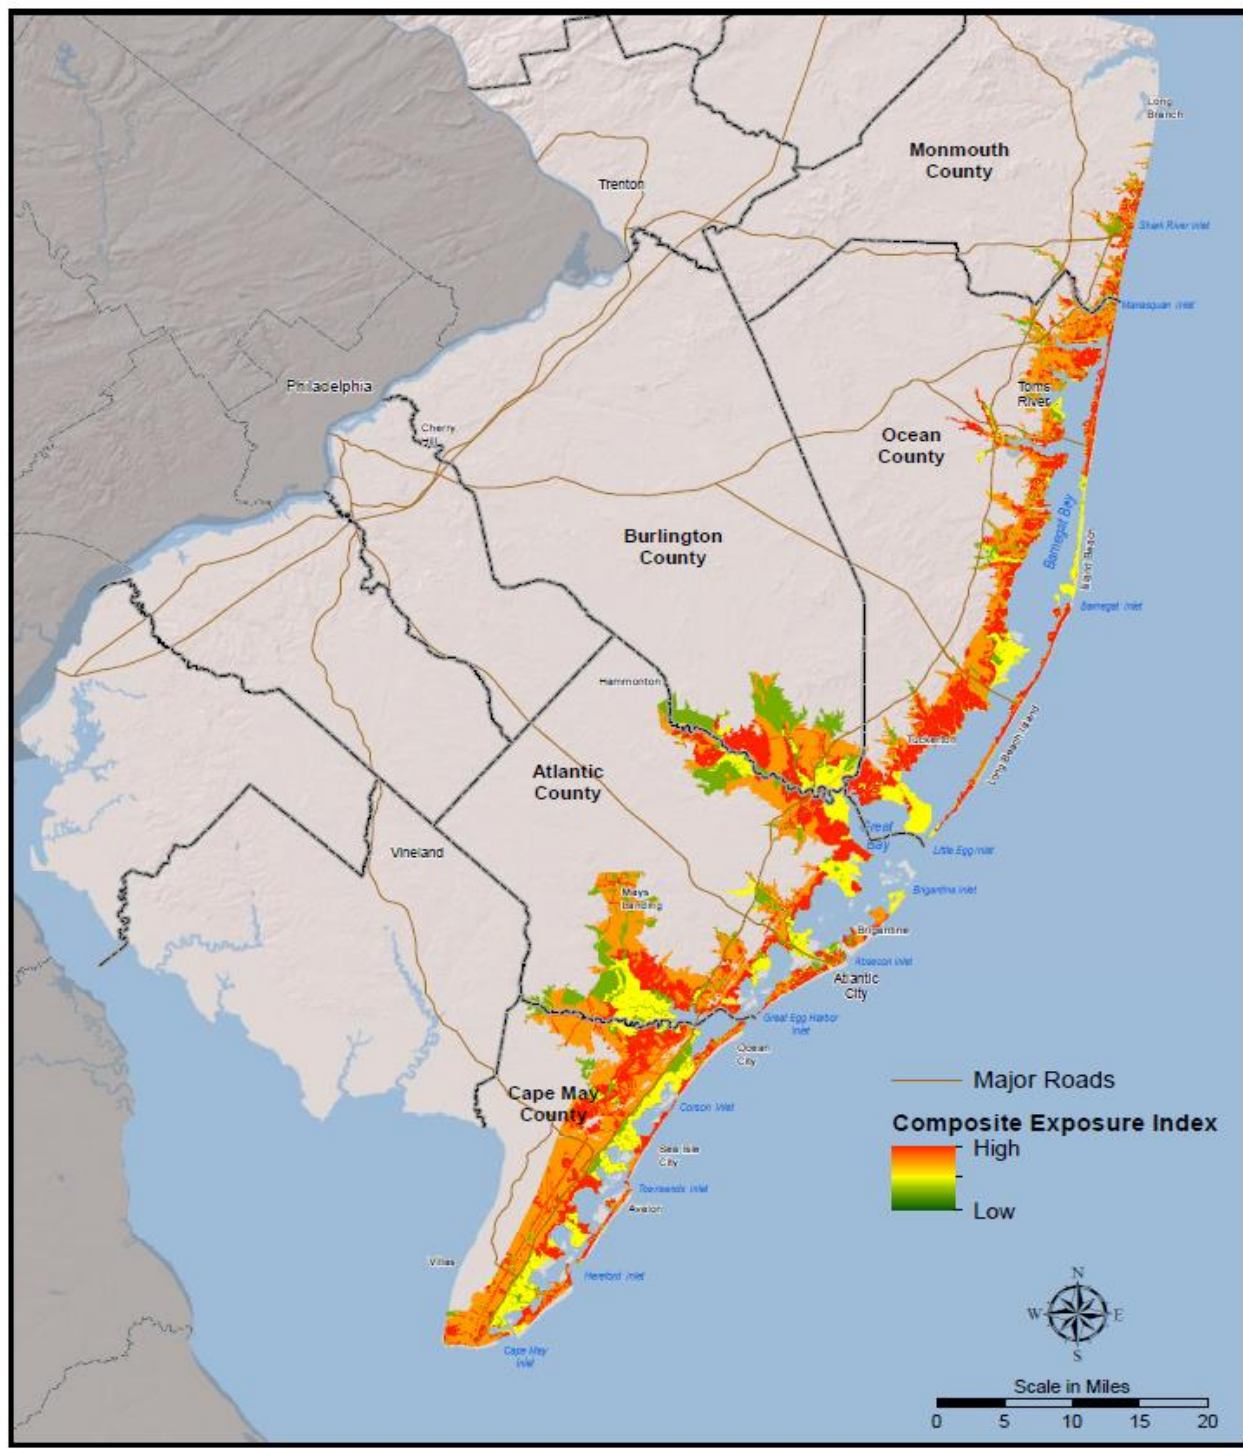 Long
Branch
Monmouth
County
Trenton
Shark River Inlet
Manasquan Inlet
Philadelphia
Toms
River
Cherry
Hill
Ocean
County
Barnegat Bay
Burlington
County
Island Beach
Barnegat Inlet
Hammonton
Long Beach Island
Tuckerton
Atlantic
County
Great
Bay
Vineland
Little Egg Inlet
Mays
Landing
Brigantine Inlet
Brigantine
Absecon Inlet
Atlantic
City
Great Egg Harbor
Inlet
Ocean
City
Cape May
County
Corson Inlet
Sea Isle
City
Townsends Inlet
Avalon
Villas
Hereford Inlet
Cape May
Inlet
Major Roads
Composite Exposure Index
High
Low
N
W
E
S
Scale in Miles
0 5 10 15 20